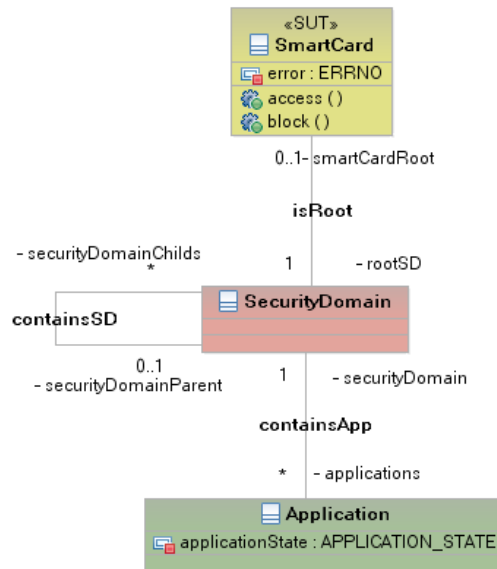 «SUT»
SmartCard
error : ERRNO
access ( )
block ( )
0..1 - smartCardRoot
isRoot
- securityDomainChilds
* 1 - rootSD
SecurityDomain
containsSD
0..1 1 - securityDomain
- securityDomainParent
containsApp
* - applications
Application
applicationState : APPLICATION_STATE